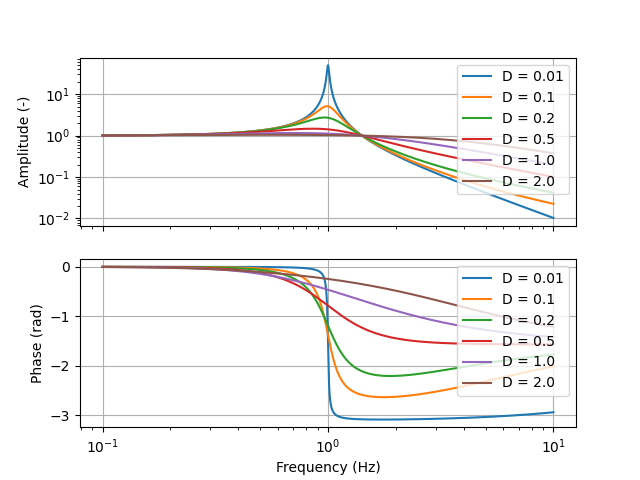 Amplitude (-)
10¹
10⁰
10⁻¹
10⁻²
D = 0.01
D = 0.1
D = 0.2
D = 0.5
D = 1.0
D = 2.0
Phase (rad)
0
−1
−2
−3
D = 0.01
D = 0.1
D = 0.2
D = 0.5
D = 1.0
D = 2.0
10⁻¹ 10⁰ 10¹
Frequency (Hz)